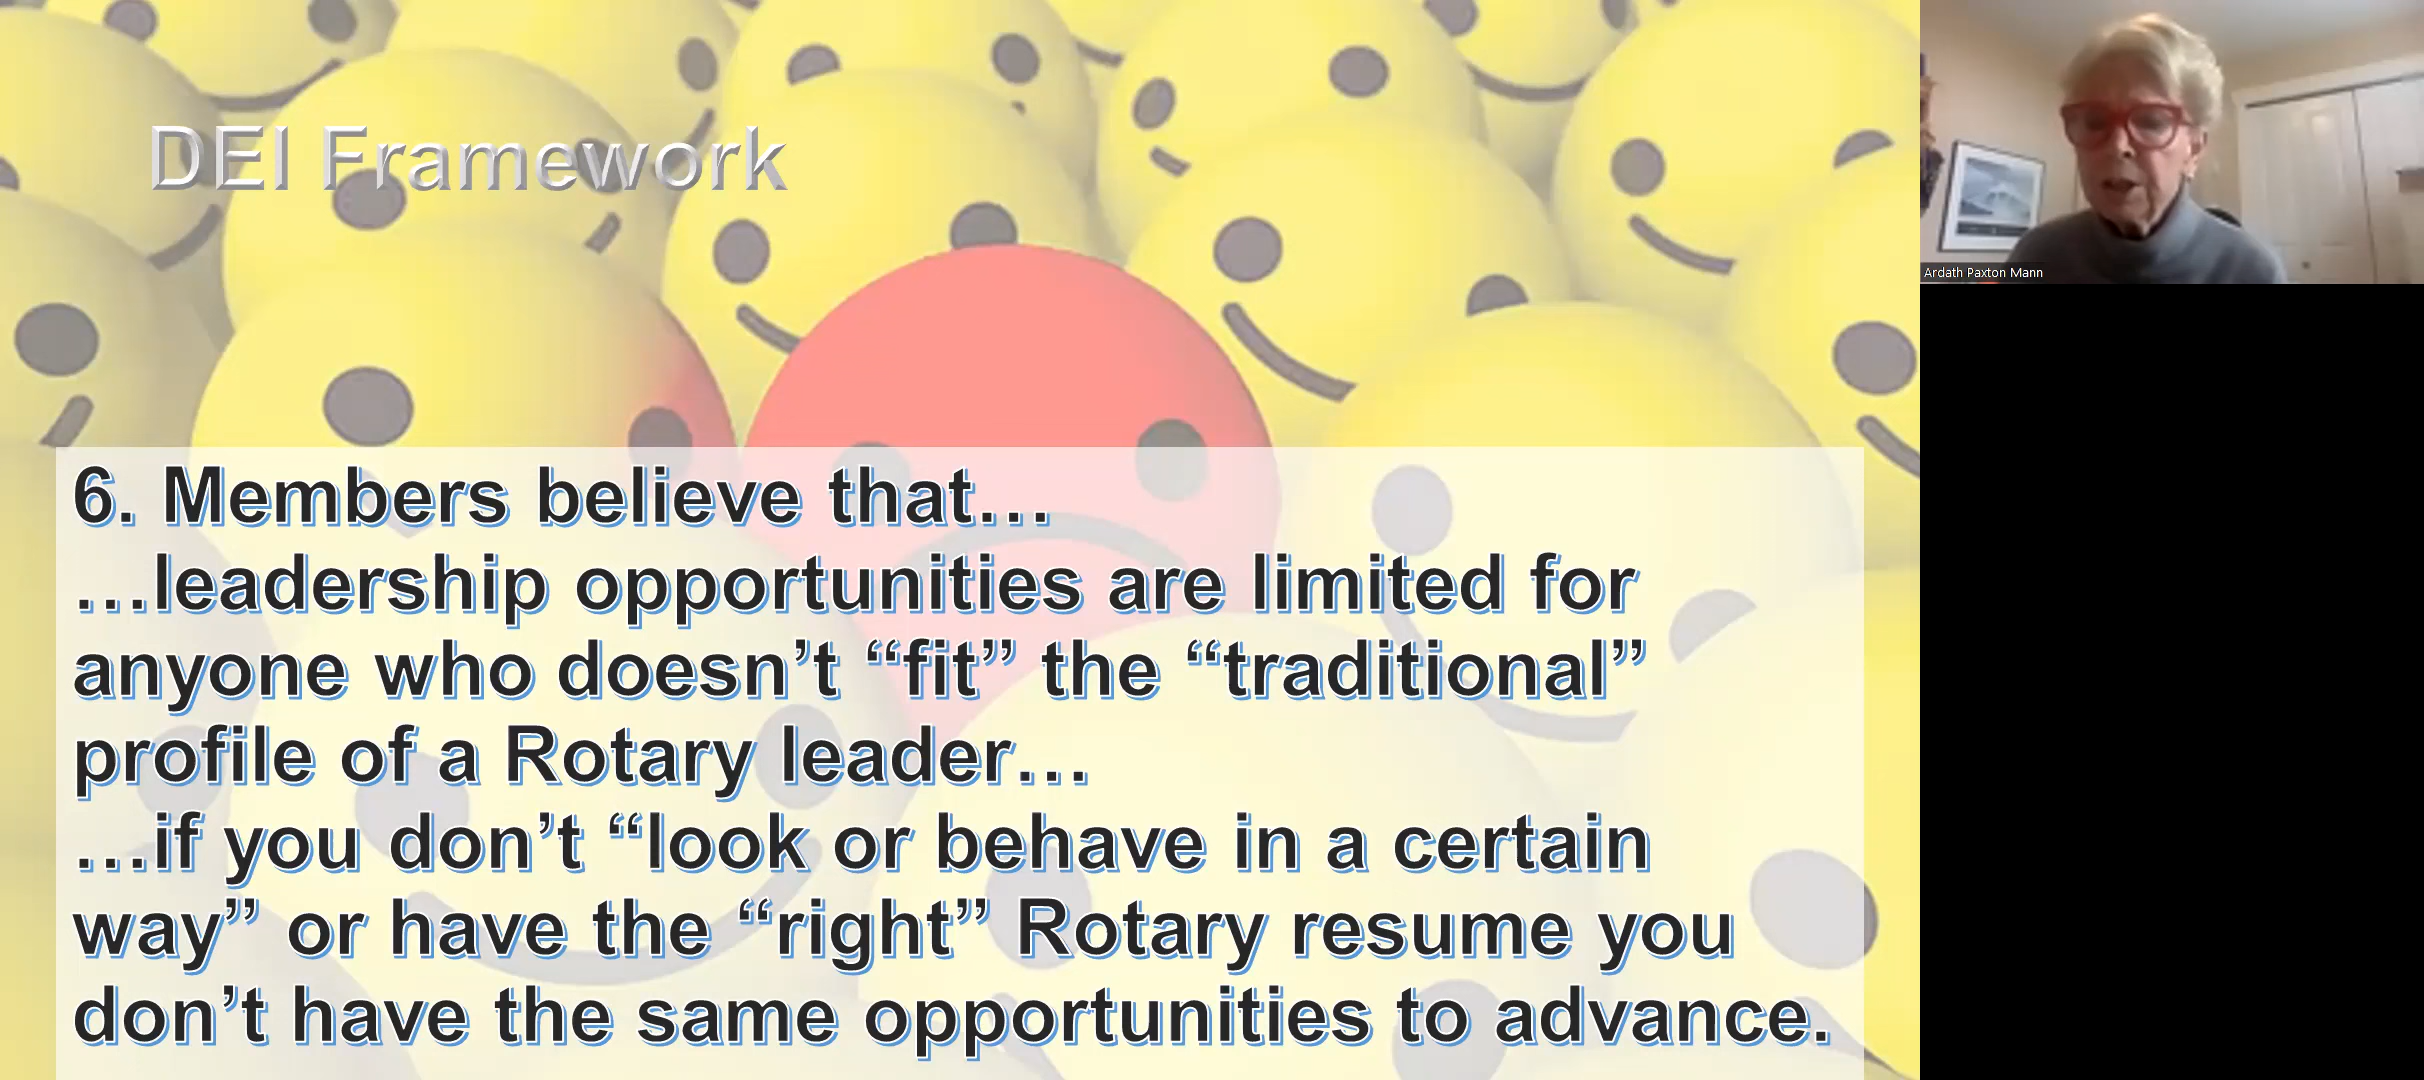 DEI Framework
6. Members believe that…
…leadership opportunities are limited for
anyone who doesn’t “fit” the “traditional”
profile of a Rotary leader…
…if you don’t “look or behave in a certain
way” or have the “right” Rotary resume you
don’t have the same opportunities to advance.
Ardath Paxton Mann